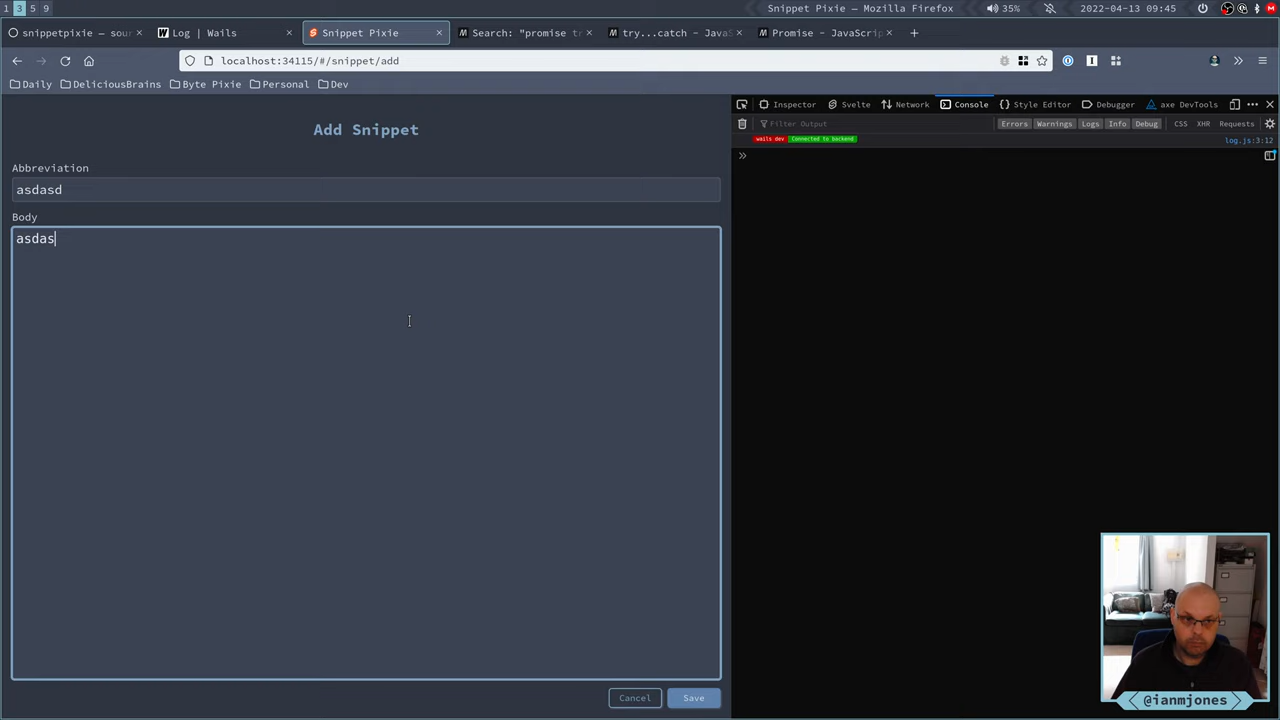 1 3 5 9
Snippet Pixie — Mozilla Firefox
35%
2022-04-13 09:45
snippetpixie — sour
Log | Wails
Snippet Pixie
Search: "promise tr
try...catch - JavaS
Promise - JavaScrip
localhost:34115/#/snippet/add
Daily
DeliciousBrains
Byte Pixie
Personal
Dev
Inspector
Svelte
Network
Console
Style Editor
Debugger
axe DevTools
Filter Output
Errors
Warnings
Logs
Info
Debug
CSS
XHR
Requests
wails dev Connected to backend
log.js:3:12
Add Snippet
Abbreviation
asdasd
Body
asdas
Cancel
Save
@ianmjones